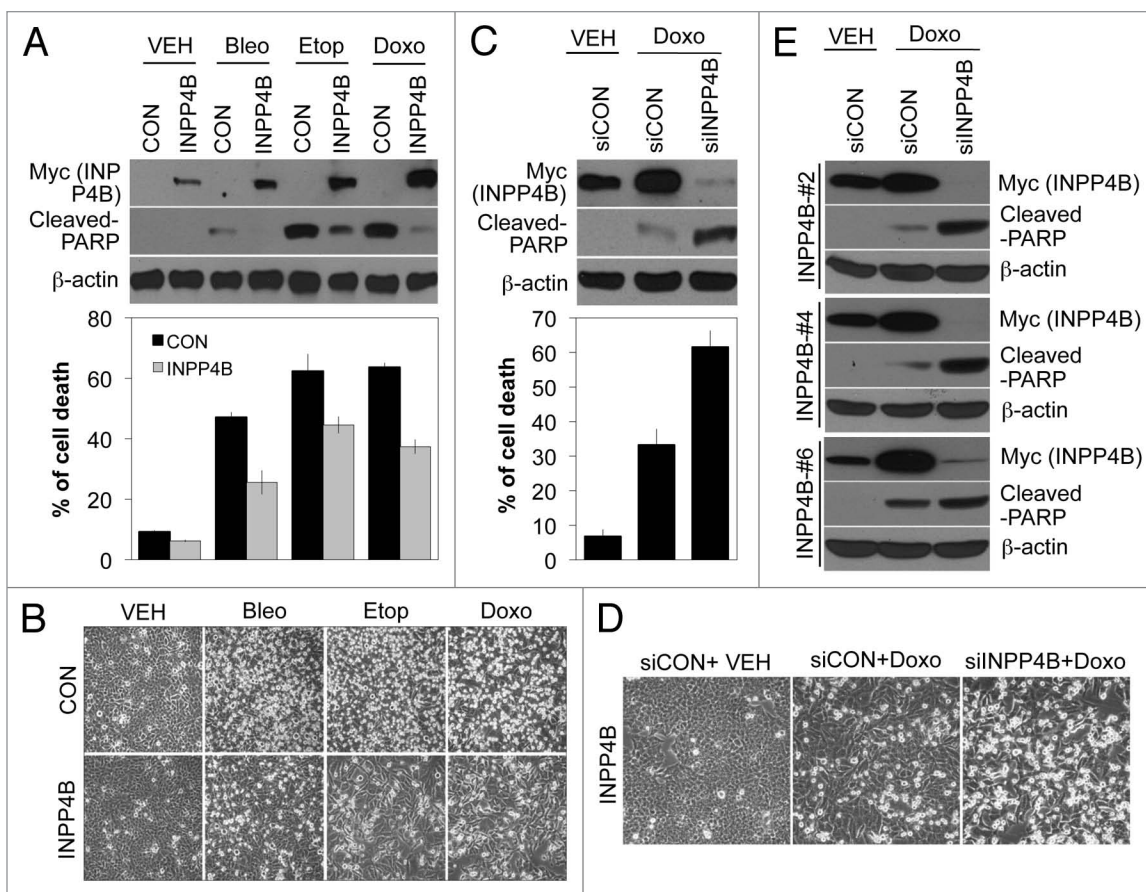 A
VEH Bleo Etop Doxo
CON INPP4B CON INPP4B CON INPP4B CON INPP4B
Myc (INP
P4B)
Cleaved-
PARP
β-actin
80
60
40
20
0
% of cell death
CON
INPP4B
C
VEH Doxo
siCON siCON siINPP4B
Myc
(INPP4B)
Cleaved-
PARP
β-actin
70
60
50
40
30
20
10
0
% of cell death
E
VEH Doxo
siCON siCON siINPP4B
INPP4B-#2
Myc (INPP4B)
Cleaved
-PARP
β-actin
INPP4B-#4
Myc (INPP4B)
Cleaved
-PARP
β-actin
INPP4B-#6
Myc (INPP4B)
Cleaved
-PARP
β-actin
B
VEH Bleo Etop Doxo
CON
INPP4B
D
siCON+ VEH siCON+Doxo siINPP4B+Doxo
INPP4B